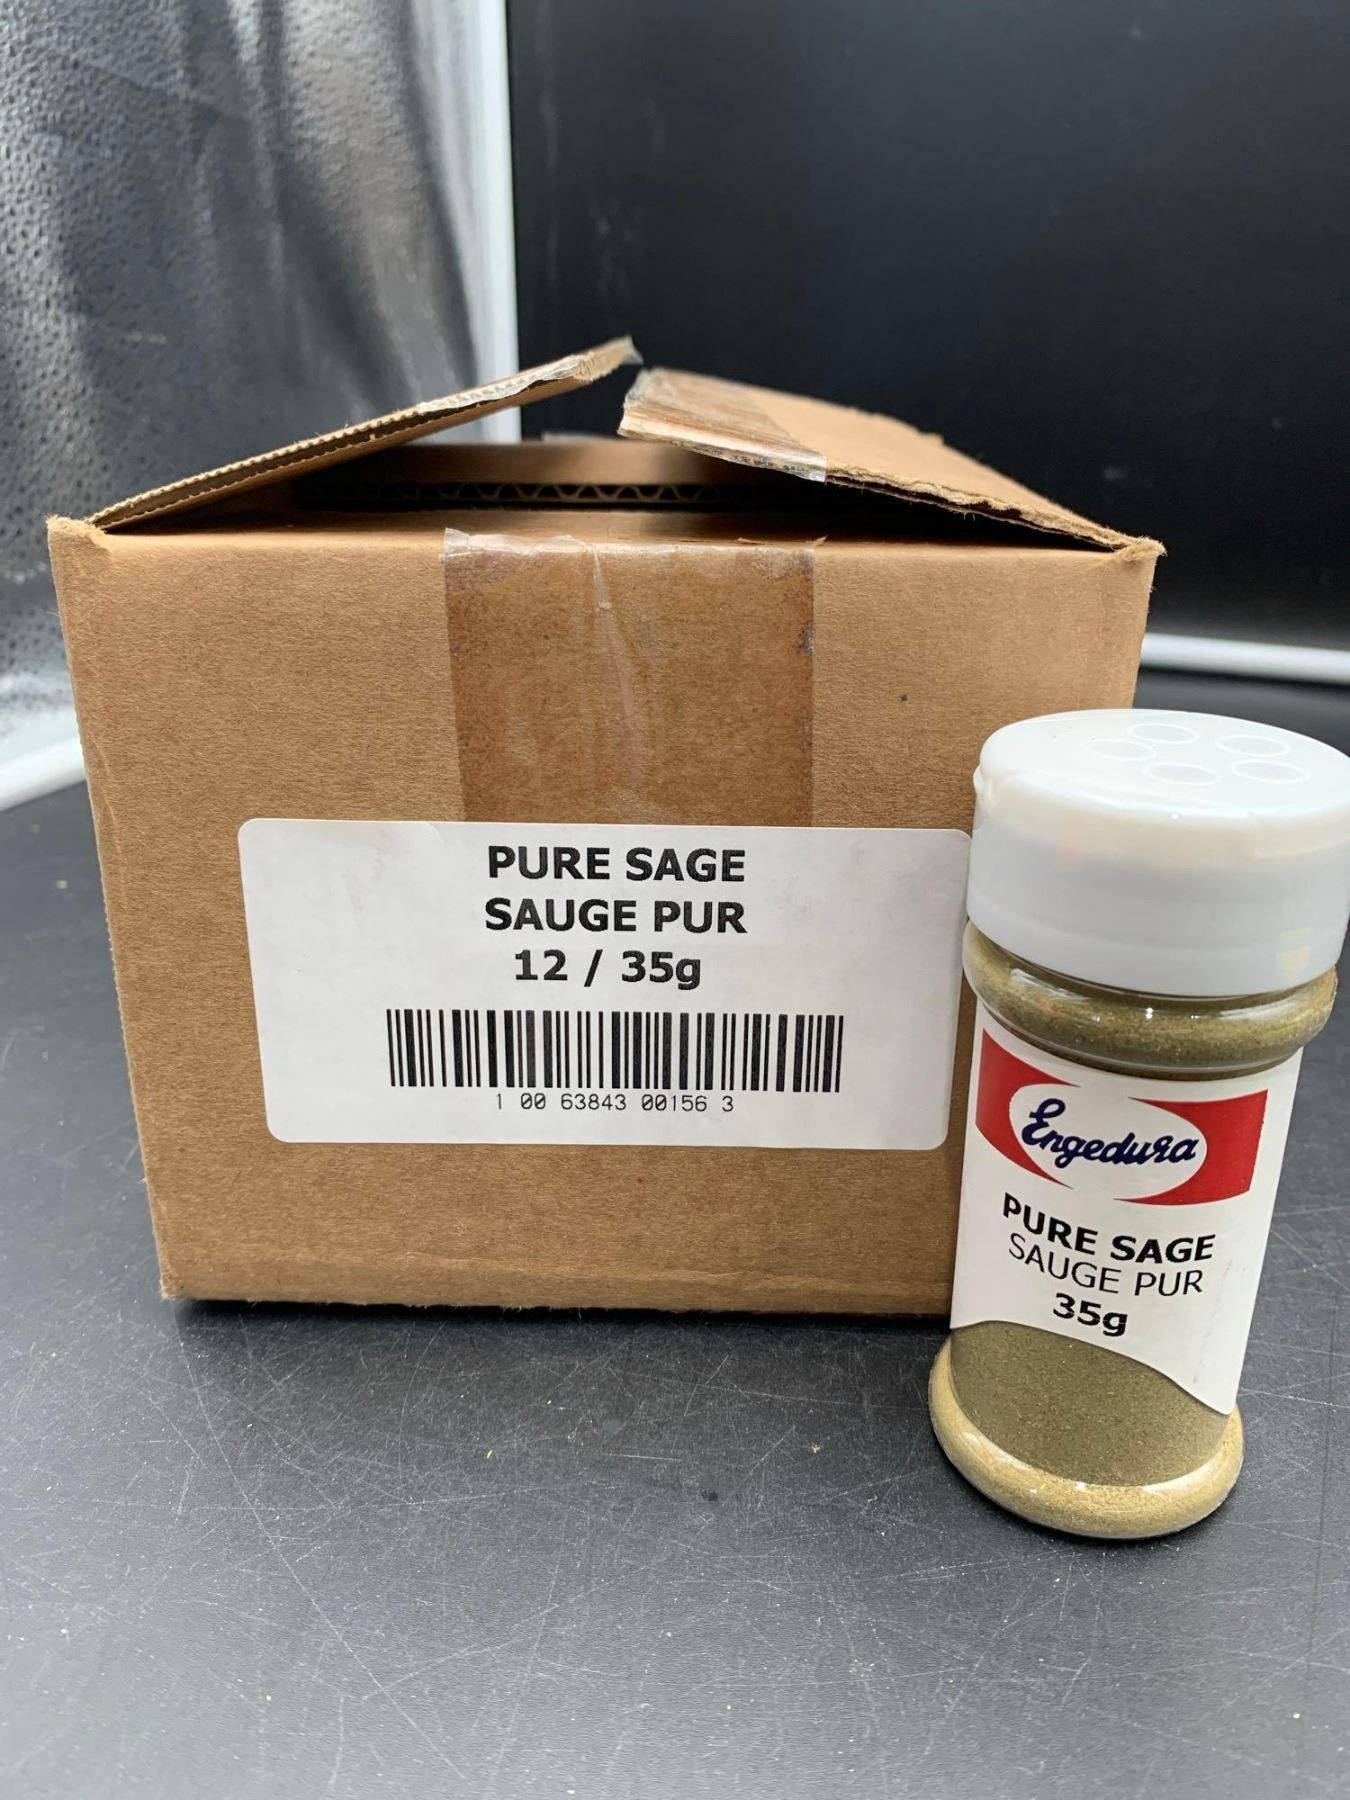 PURE SAGE
SAUGE PUR
12 / 35g
1 00 63843 00156 3
Engedura
PURE SAGE
SAUGE PUR
35g